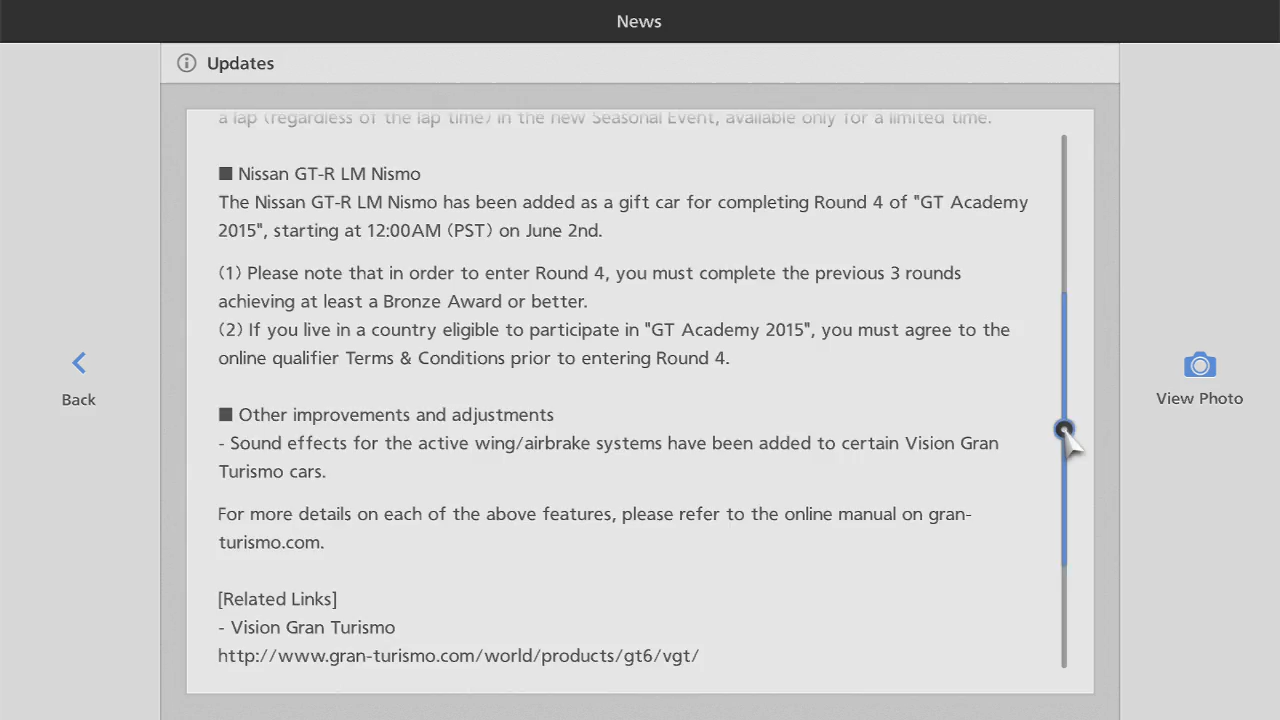 News
Updates
a lap (regardless of the lap time) in the new Seasonal Event, available only for a limited time.
■ Nissan GT-R LM Nismo
The Nissan GT-R LM Nismo has been added as a gift car for completing Round 4 of "GT Academy
2015", starting at 12:00AM (PST) on June 2nd.
(1) Please note that in order to enter Round 4, you must complete the previous 3 rounds
achieving at least a Bronze Award or better.
(2) If you live in a country eligible to participate in "GT Academy 2015", you must agree to the
online qualifier Terms & Conditions prior to entering Round 4.
■ Other improvements and adjustments
- Sound effects for the active wing/airbrake systems have been added to certain Vision Gran
Turismo cars.
For more details on each of the above features, please refer to the online manual on gran-
turismo.com.
[Related Links]
- Vision Gran Turismo
http://www.gran-turismo.com/world/products/gt6/vgt/
Back
View Photo